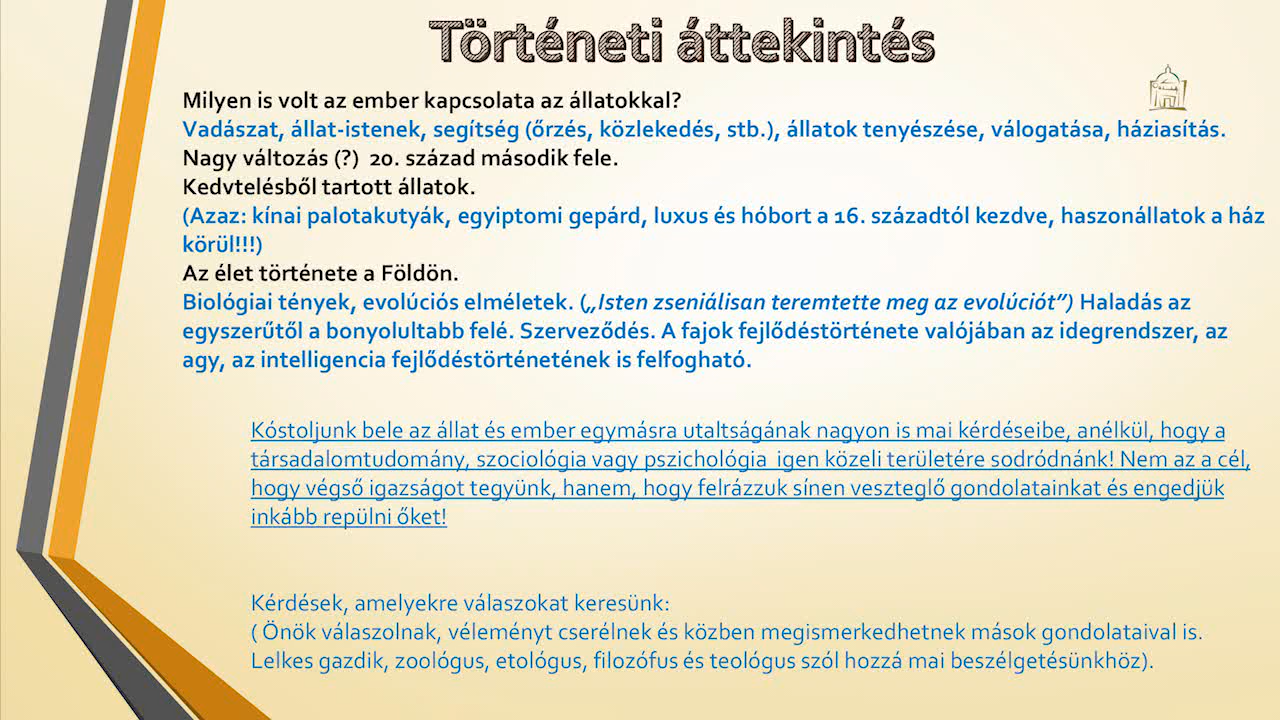 Történeti áttekintés
Milyen is volt az ember kapcsolata az állatokkal?
Vadászat, állat-istenek, segítség (őrzés, közlekedés, stb.), állatok tenyészése, válogatása, háziasítás.
Nagy változás (?) 20. század második fele.
Kedvtelésből tartott állatok.
(Azaz: kínai palotakutyák, egyiptomi gepárd, luxus és hóbort a 16. századtól kezdve, haszonállatok a ház
körül!!!)
Az élet története a Földön.
Biológiai tények, evolúciós elméletek. („Isten zseniálisan teremtette meg az evolúciót”) Haladás az
egyszerűtől a bonyolultabb felé. Szerveződés. A fajok fejlődéstörténete valójában az idegrendszer, az
agy, az intelligencia fejlődéstörténetének is felfogható.
Kóstoljunk bele az állat és ember egymásra utaltságának nagyon is mai kérdéseibe, anélkül, hogy a
társadalomtudomány, szociológia vagy pszichológia igen közeli területére sodródnánk! Nem az a cél,
hogy végső igazságot tegyünk, hanem, hogy felrázzuk sínen veszteglő gondolatainkat és engedjük
inkább repülni őket!
Kérdések, amelyekre válaszokat keresünk:
( Önök válaszolnak, véleményt cserélnek és közben megismerkedhetnek mások gondolataival is.
Lelkes gazdik, zoológus, etológus, filozófus és teológus szól hozzá mai beszélgetésünkhöz).